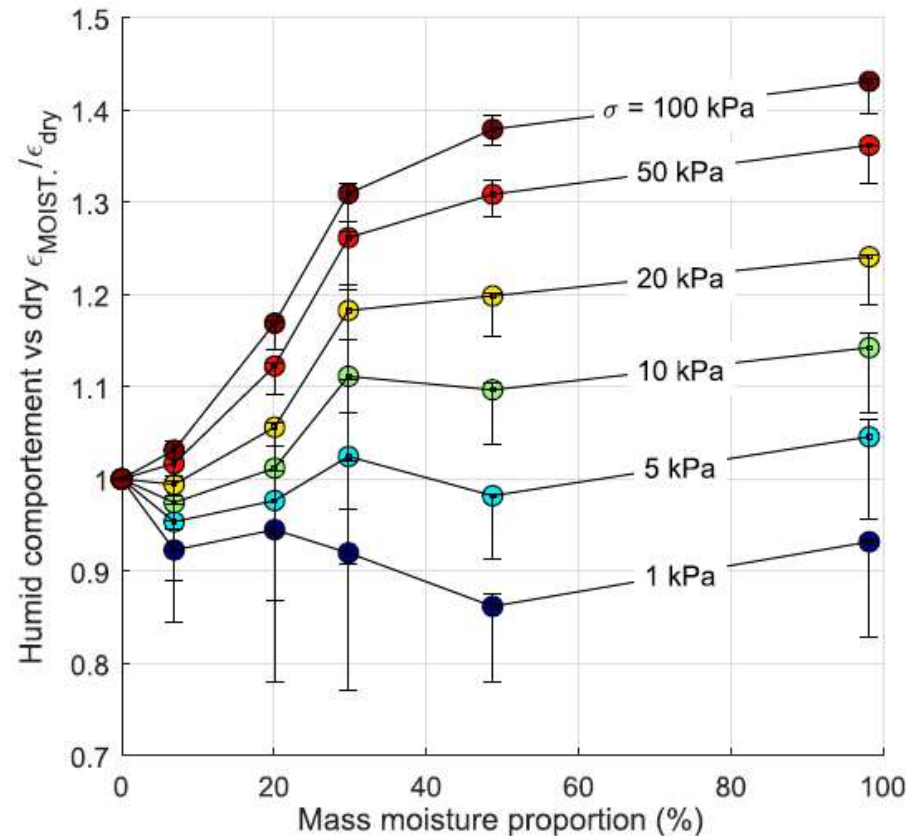 Humid comportement vs dry ϵMOIST./ϵdry
1.5
1.4
1.3
1.2
1.1
1
0.9
0.8
0.7
σ = 100 kPa
50 kPa
20 kPa
10 kPa
5 kPa
1 kPa
0 20 40 60 80 100
Mass moisture proportion (%)